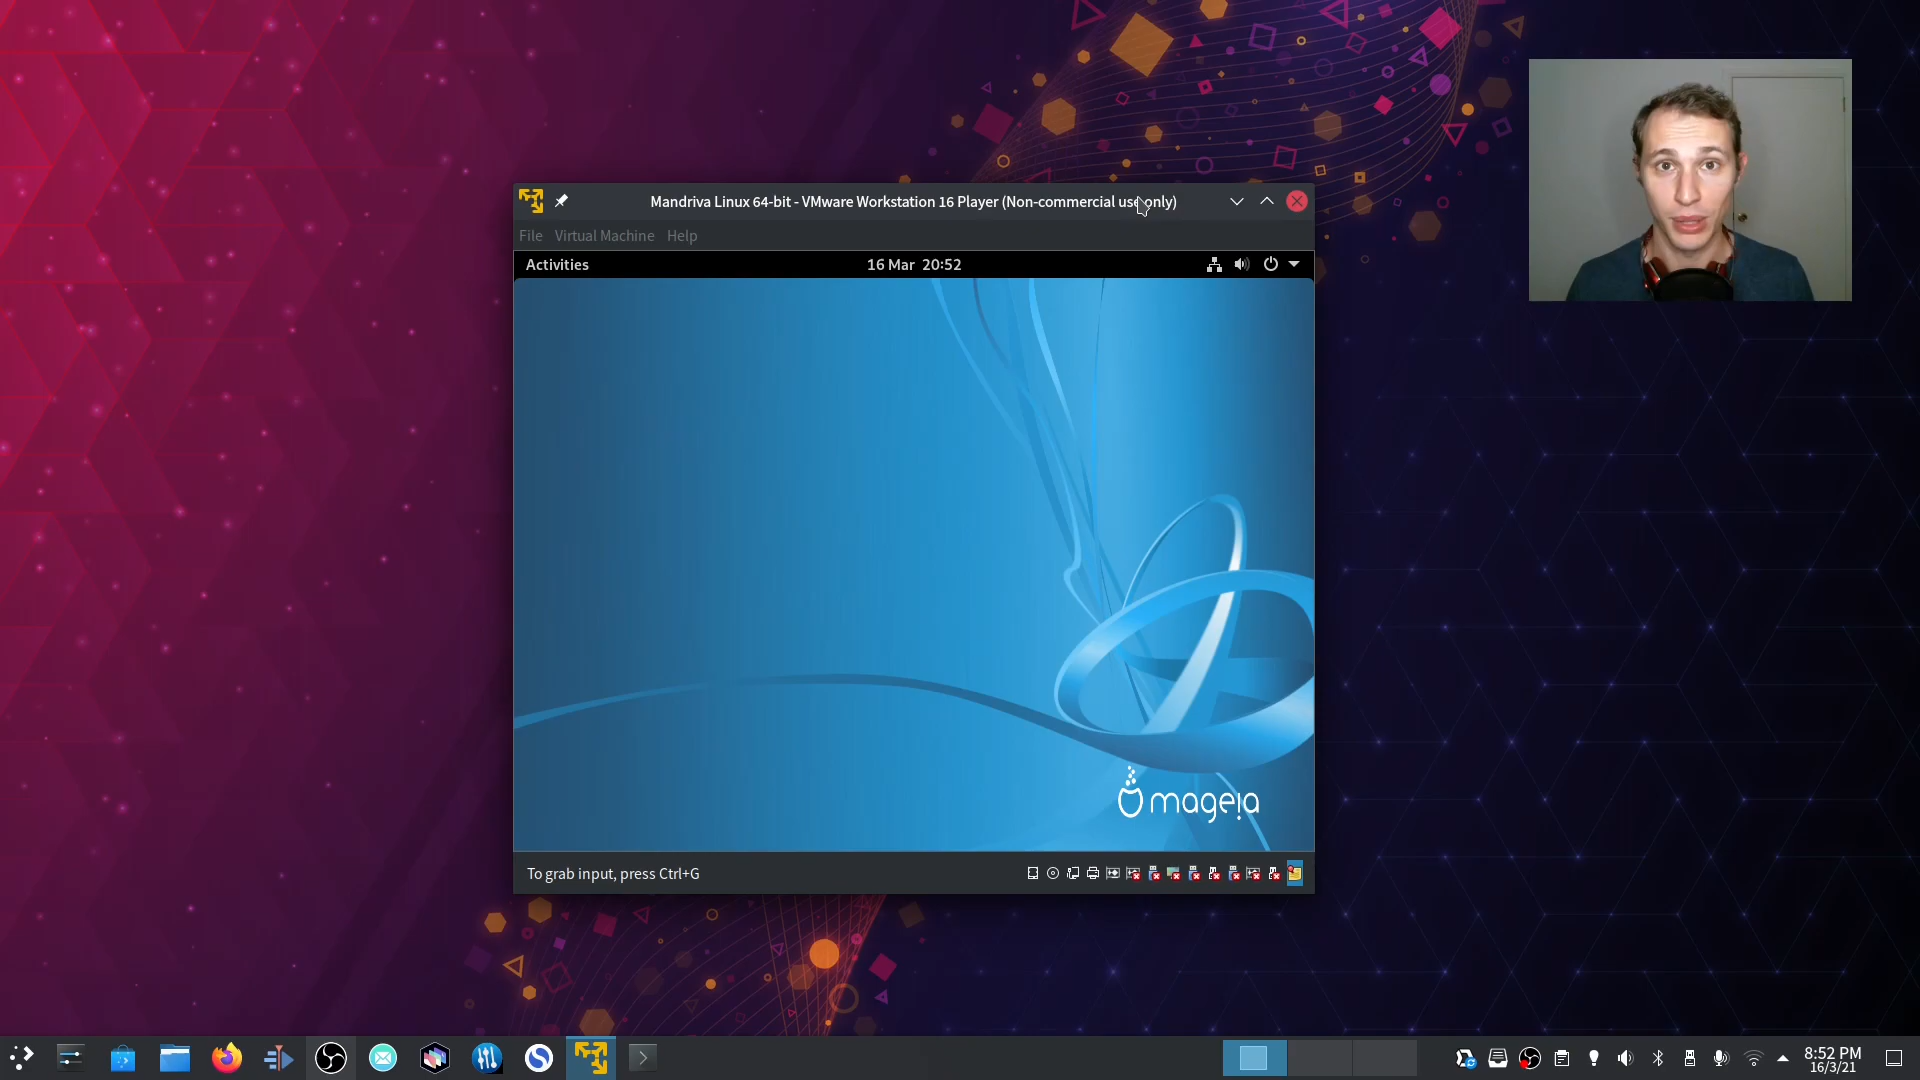 Mandriva Linux 64-bit - VMware Workstation 16 Player (Non-commercial use only)
File Virtual Machine Help
Activities 16 Mar 20:52
mageia
To grab input, press Ctrl+G
8:52 PM
16/3/21